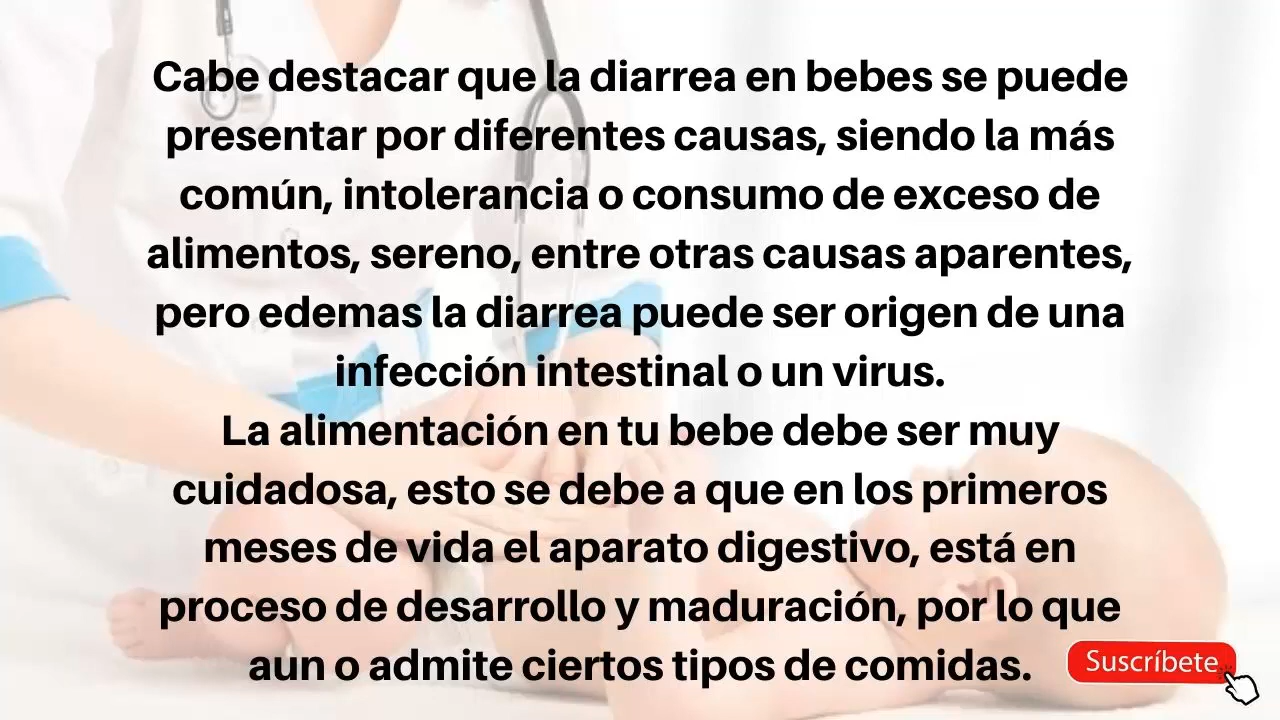 Cabe destacar que la diarrea en bebes se puede
presentar por diferentes causas, siendo la más
común, intolerancia o consumo de exceso de
alimentos, sereno, entre otras causas aparentes,
pero edemas la diarrea puede ser origen de una
infección intestinal o un virus.
La alimentación en tu bebe debe ser muy
cuidadosa, esto se debe a que en los primeros
meses de vida el aparato digestivo, está en
proceso de desarrollo y maduración, por lo que
aun o admite ciertos tipos de comidas.
Suscríbete